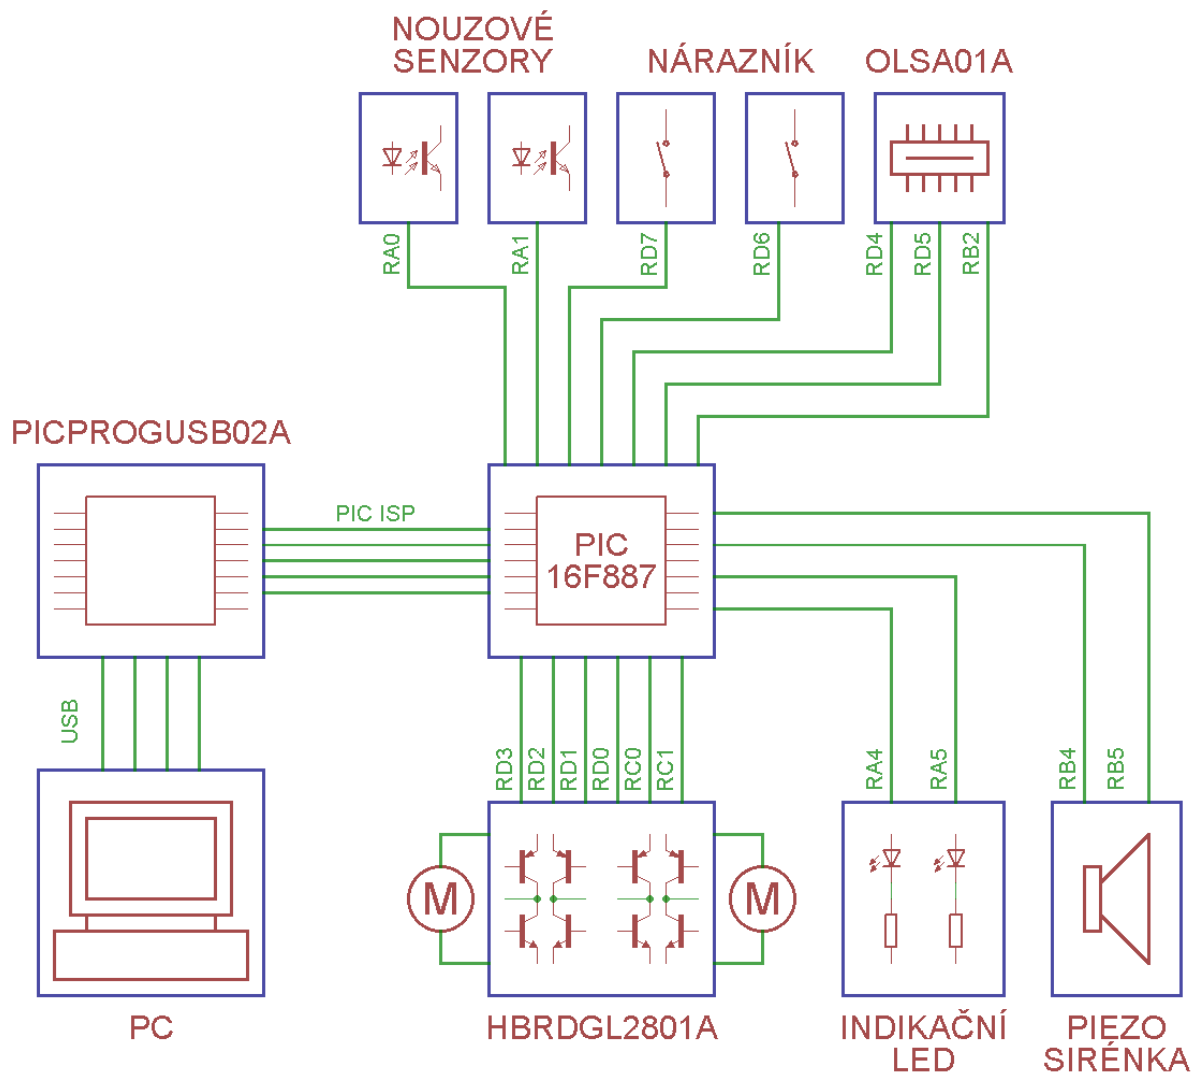 NOUZOVÉ
SENZORY
NÁRAZNÍK
OLSA01A
RA0
RA1
RD7
RD6
RD4
RD5
RB2
PICPROGUSB02A
PIC ISP
PIC
16F887
USB
RD3
RD2
RD1
RD0
RC0
RC1
RA4
RA5
RB4
RB5
M
M
PC
HBRDGL2801A
INDIKAČNÍ
LED
PIEZO
SIRÉNKA